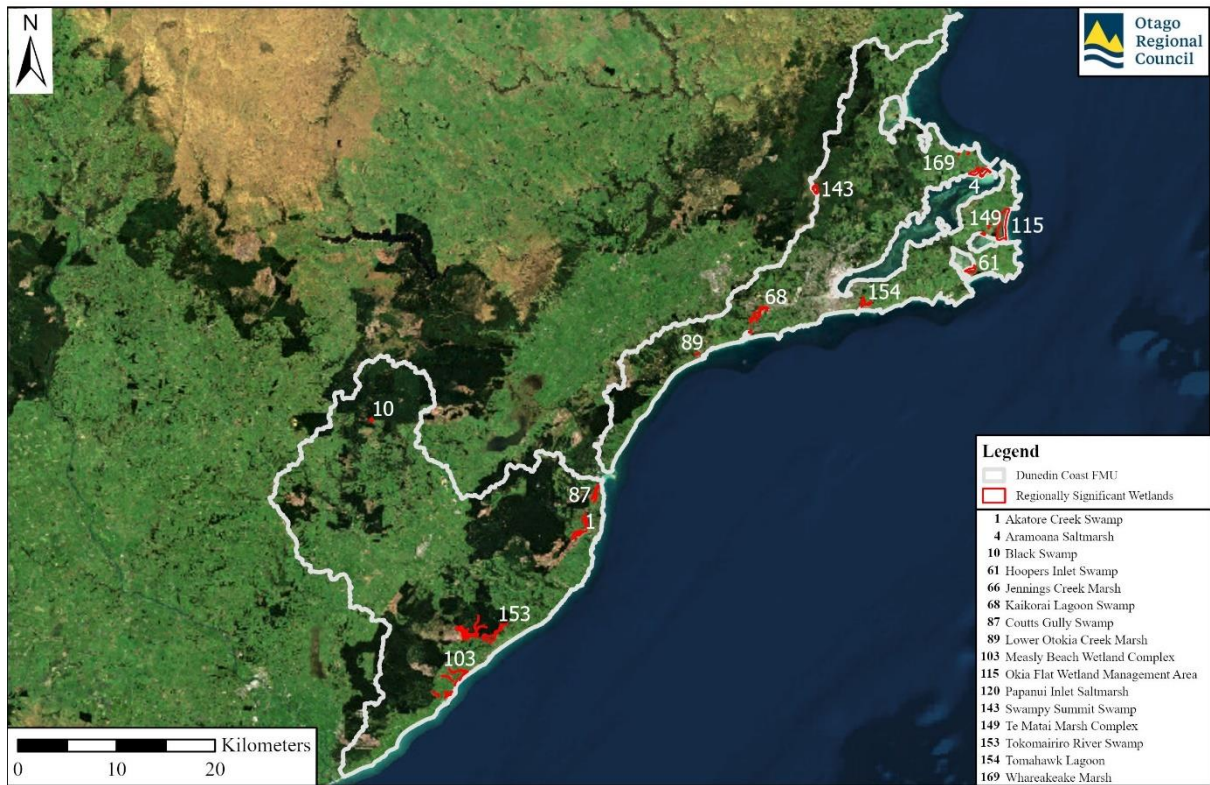 N
Otago
Regional
Council
169
4
143
149
115
61
68
154
89
10
87
1
153
103
Legend
Dunedin Coast FMU
Regionally Significant Wetlands
1 Akatore Creek Swamp
4 Aramoana Saltmarsh
10 Black Swamp
61 Hoopers Inlet Swamp
66 Jennings Creek Marsh
68 Kaikorai Lagoon Swamp
87 Coutts Gully Swamp
89 Lower Otokia Creek Marsh
103 Measly Beach Wetland Complex
115 Okia Flat Wetland Management Area
120 Papanui Inlet Saltmarsh
143 Swampy Summit Swamp
149 Te Matai Marsh Complex
153 Tokomairiro River Swamp
154 Tomahawk Lagoon
169 Whareakeake Marsh
Kilometers
0 10 20